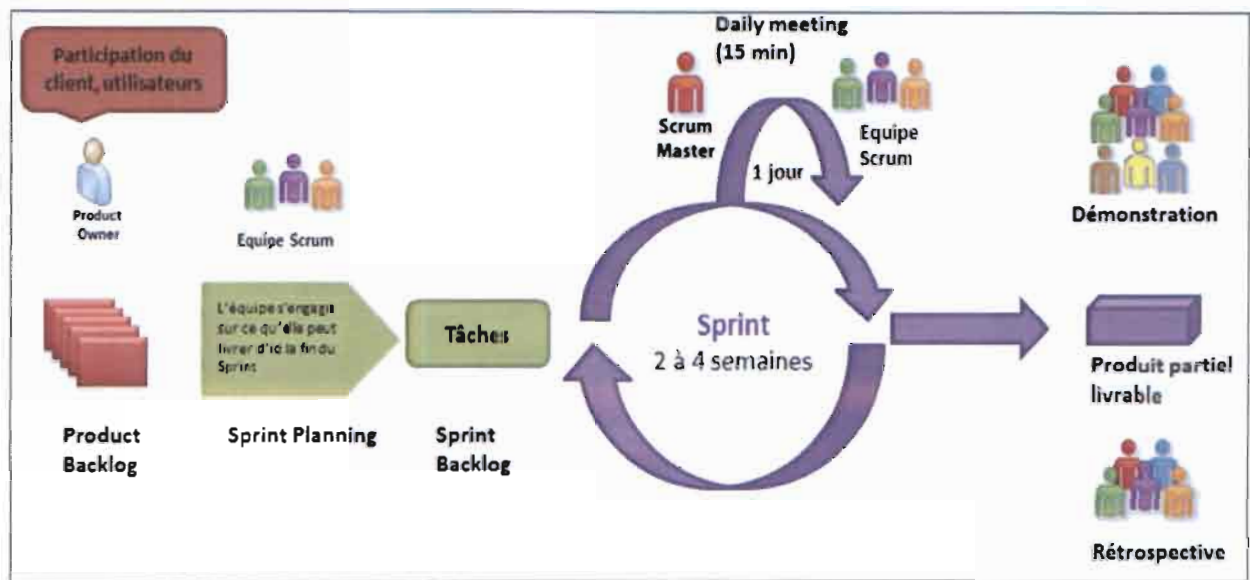 Participation du
client, utilisateurs
Product
Owner
Equipe Scrum
Product
Backlog
L'équipe s'engage
sur ce qu'elle peut
livrer d'ici la fin du
Sprint
Sprint Planning
Tâches
Sprint
Backlog
Daily meeting
(15 min)
Scrum
Master
1 jour
Equipe
Scrum
Sprint
2 à 4 semaines
Démonstration
Produit partiel
livrable
Rétrospective